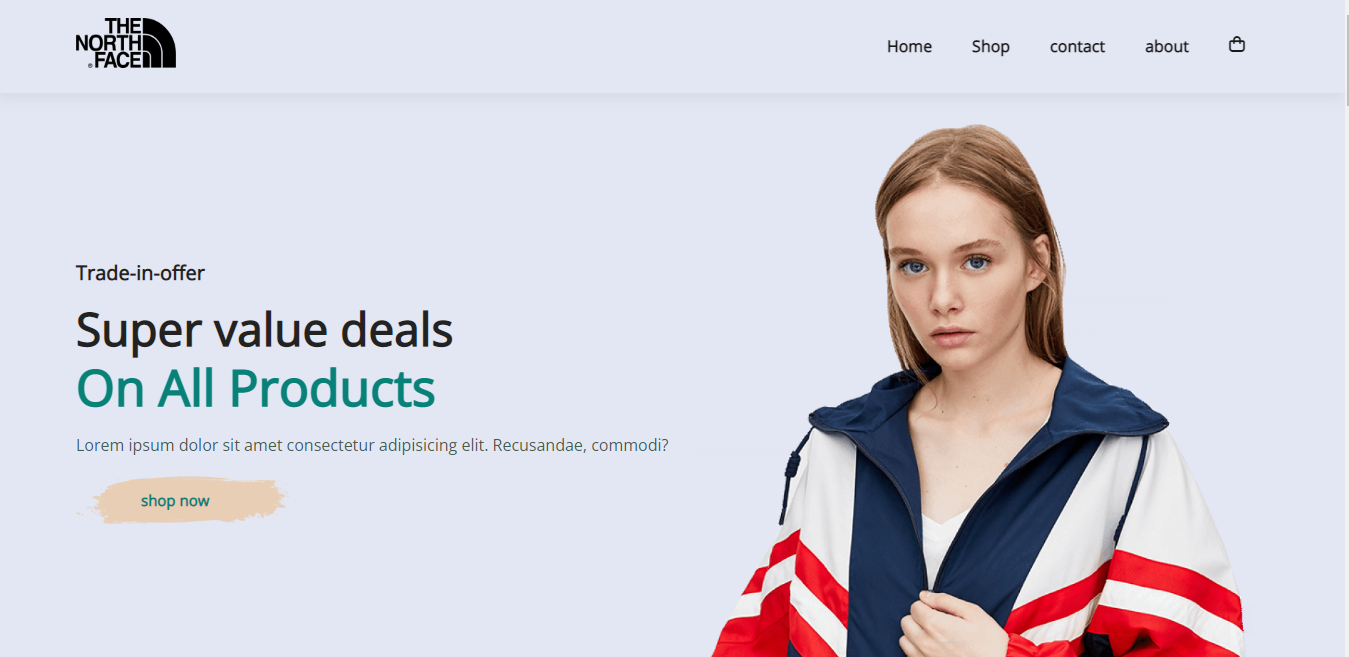 THE
NORTH
FACE
Home Shop contact about
Trade-in-offer
Super value deals
On All Products
Lorem ipsum dolor sit amet consectetur adipisicing elit. Recusandae, commodi?
shop now